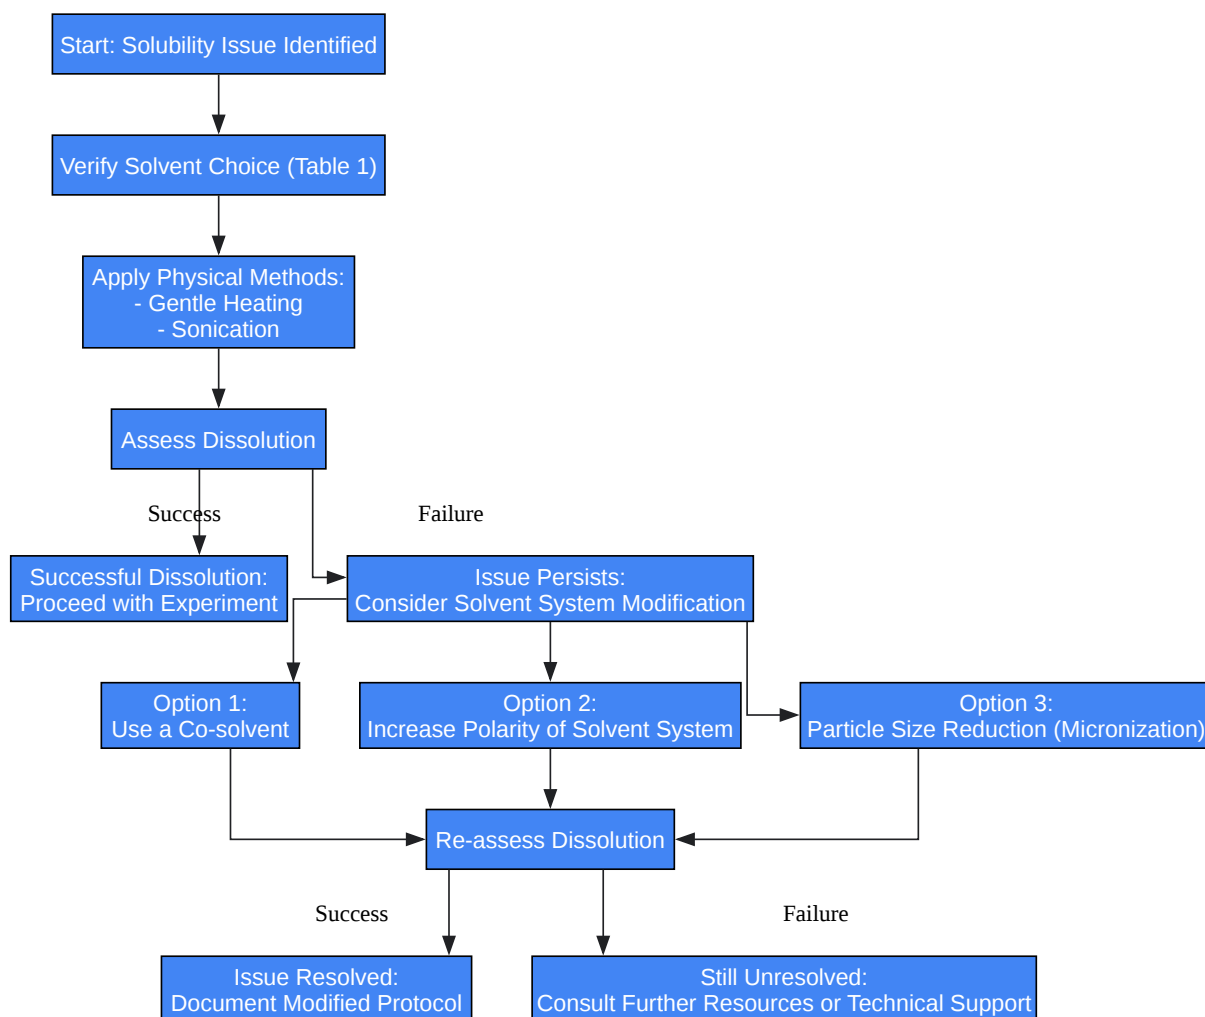 Start: Solubility Issue Identified
Verify Solvent Choice (Table 1)
Apply Physical Methods:
- Gentle Heating
- Sonication
Assess Dissolution
Success
Failure
Successful Dissolution:
Proceed with Experiment
Issue Persists:
Consider Solvent System Modification
Option 1:
Use a Co-solvent
Option 2:
Increase Polarity of Solvent System
Option 3:
Particle Size Reduction (Micronization)
Re-assess Dissolution
Success
Failure
Issue Resolved:
Document Modified Protocol
Still Unresolved:
Consult Further Resources or Technical Support